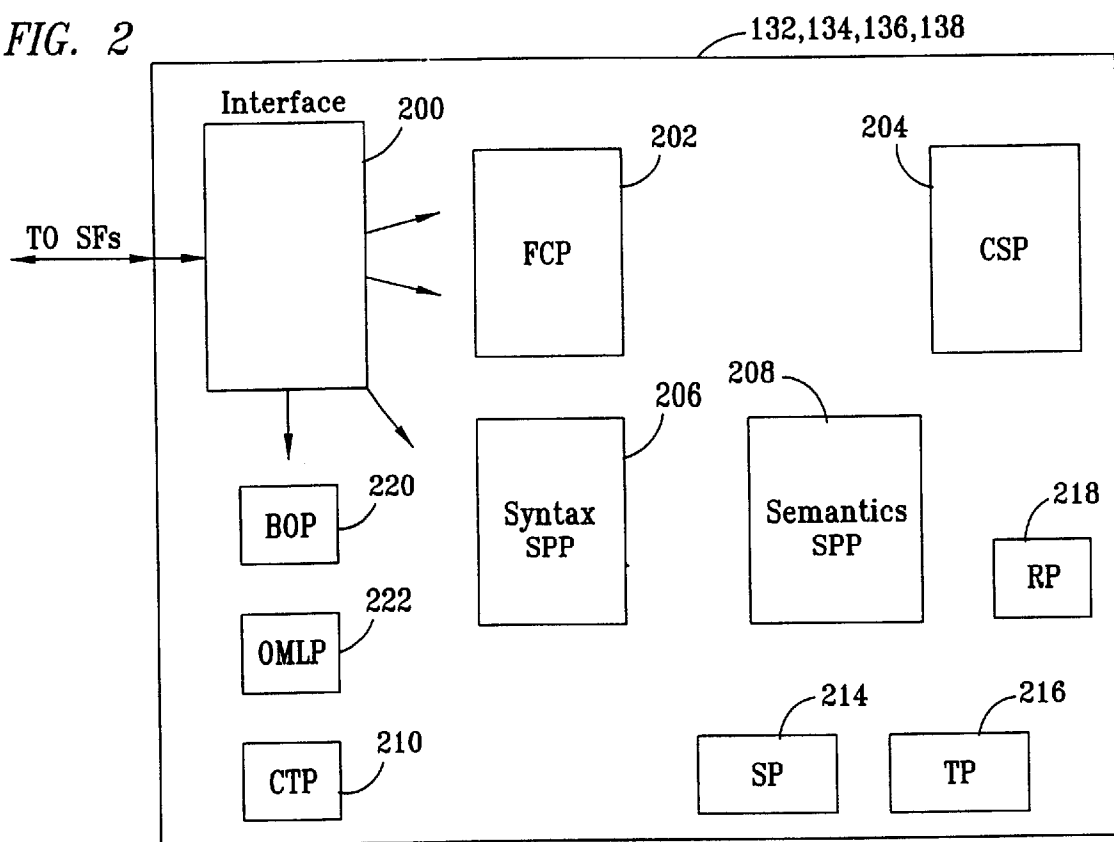 FIG. 2
132,134,136,138
Interface
200
202
204
TO SFs
FCP
CSP
206
208
220
BOP
Syntax
SPP
Semantics
SPP
218
RP
222
OMLP
214
216
210
CTP
SP
TP